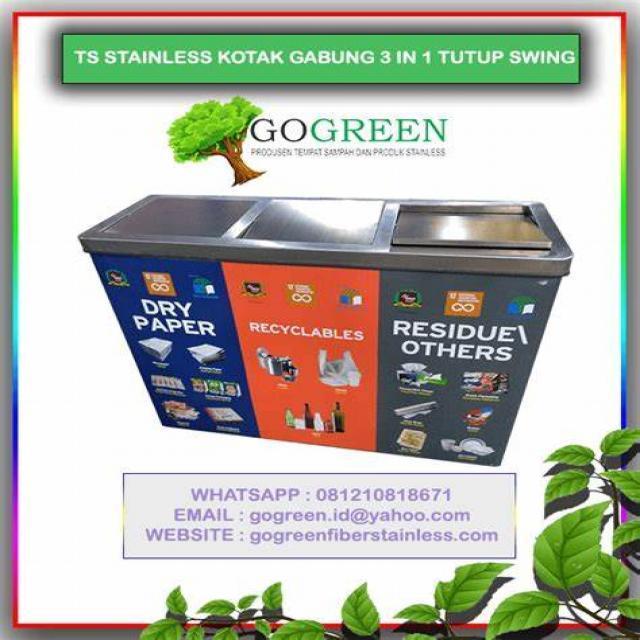 TS STAINLESS KOTAK GABUNG 3 IN 1 TUTUP SWING
GOGREEN
PRODUSEN TEMPAT SAMPAH DAN PRODUK STAINLESS
DRY
PAPER
RECYCLABLES
RESIDUE\
OTHERS
WHATSAPP : 081210818671
EMAIL : gogreen.id@yahoo.com
WEBSITE : gogreenfiberstainless.com